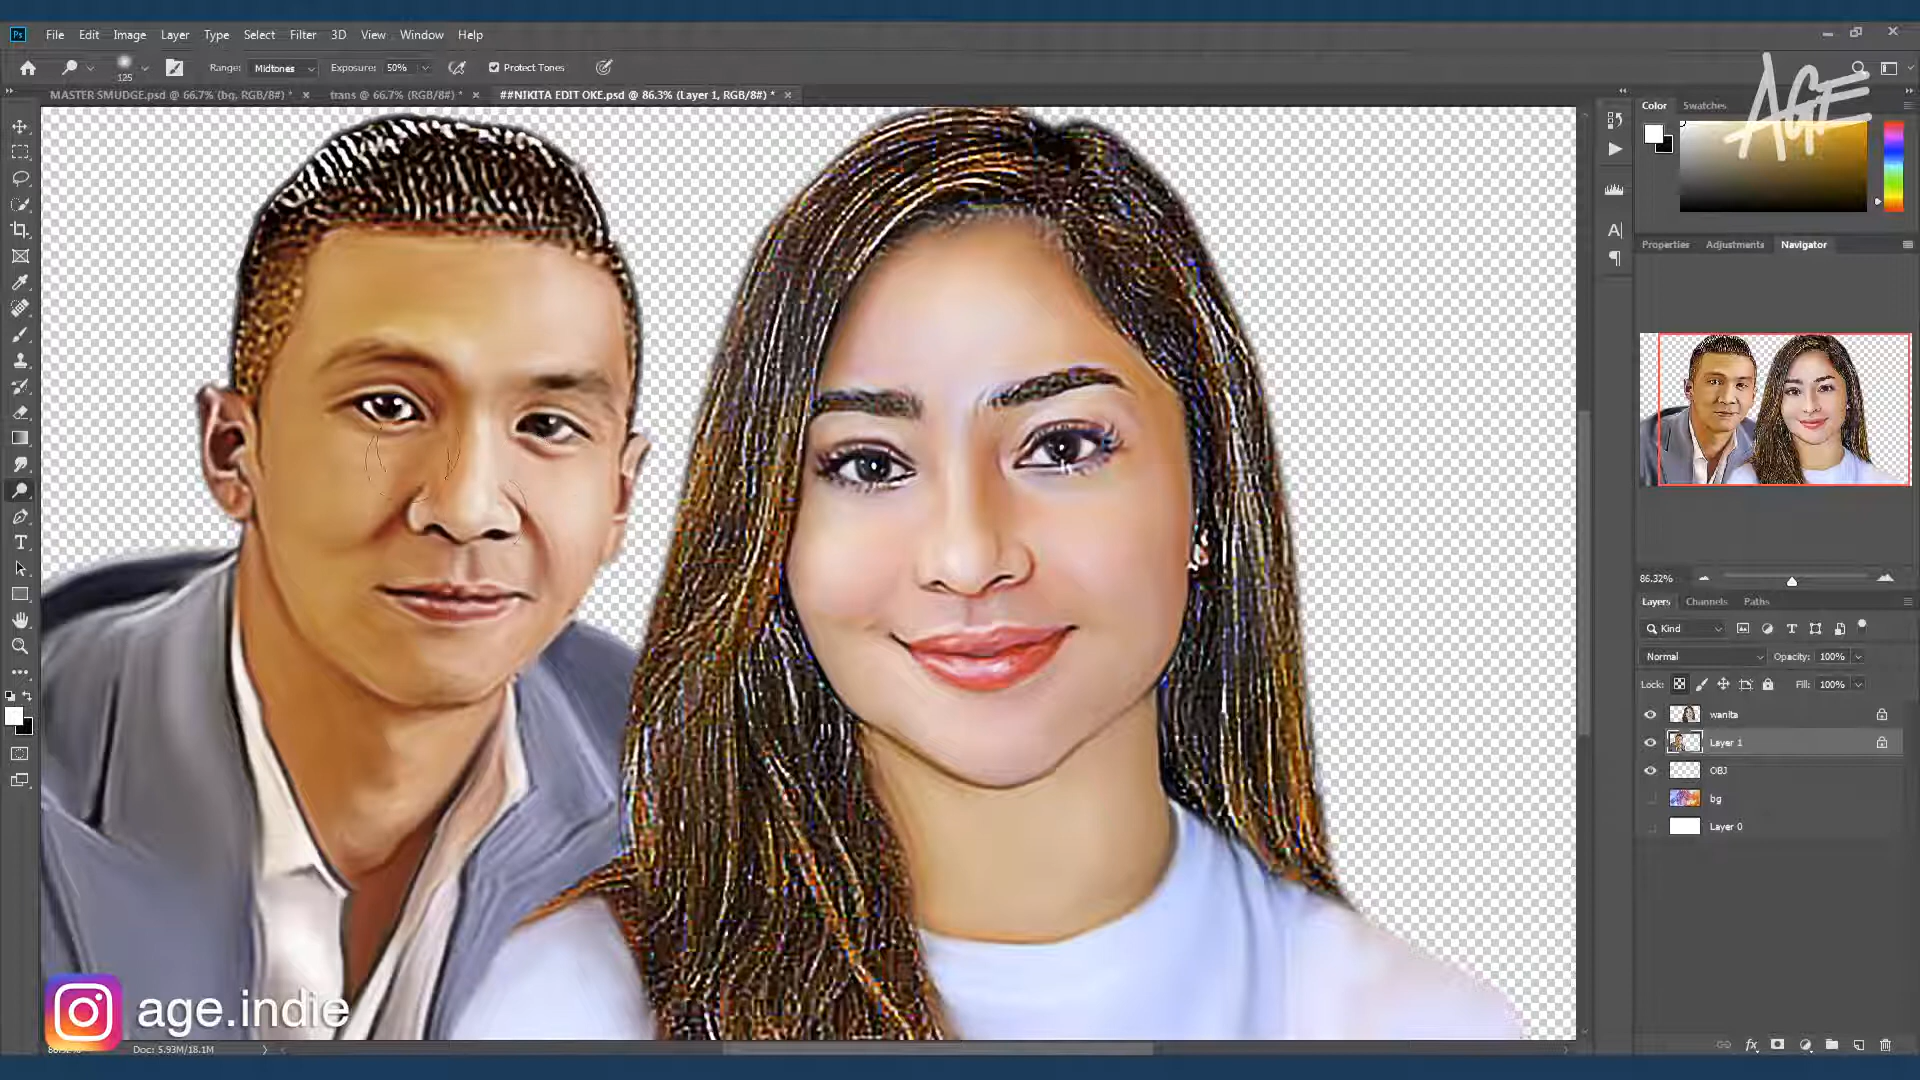 Ps File Edit Image Layer Type Select Filter 3D View Window Help
125 Range: Midtones Exposure: 50% Protect Tones
AGE
MASTER SMUDGE.psd @ 66.7% (bg, RGB/8#) * trans @ 66.7% (RGB/8#) * ##NIKITA EDIT OKE.psd @ 86.3% (Layer 1, RGB/8#) *
Color Swatches
Properties Adjustments Navigator
86.32%
Layers Channels Paths
Kind
Normal Opacity: 100%
Lock: Fill: 100%
wanita
Layer 1
OBJ
bg
Layer 0
age.indie
Doc: 5.93M/18.1M